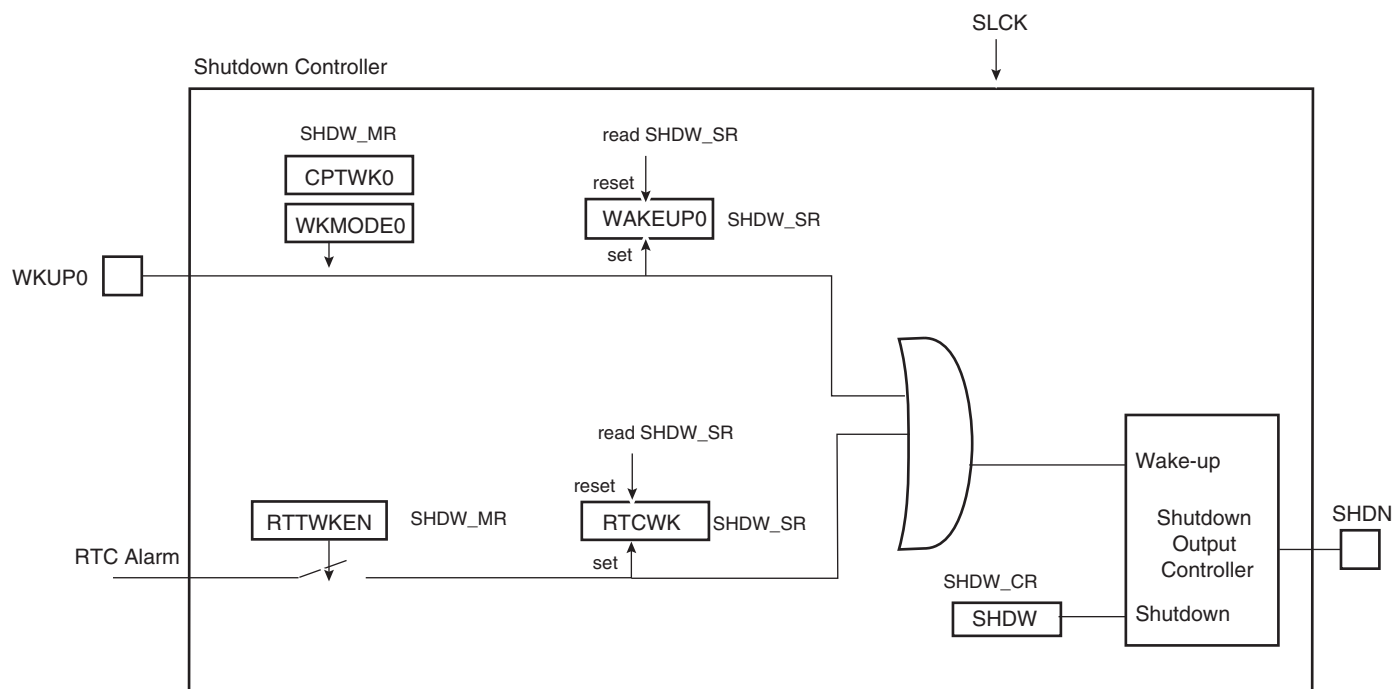 SLCK
Shutdown Controller
SHDW_MR
CPTWK0
WKMODE0
read SHDW_SR
reset
WAKEUP0
SHDW_SR
set
WKUP0
read SHDW_SR
reset
RTTWKEN
SHDW_MR
RTCWK
SHDW_SR
set
RTC Alarm
Wake-up
Shutdown
Output
Controller
SHDN
SHDW_CR
SHDW
Shutdown